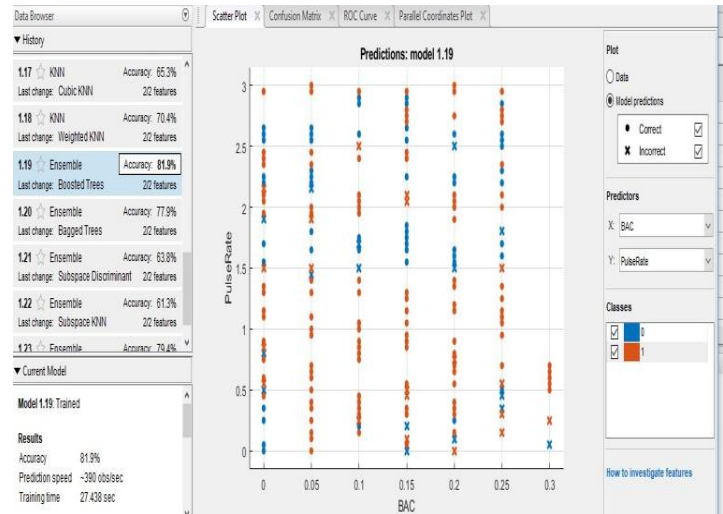 Data Browser
▼ History
1.17 ☆ KNN Accuracy: 65.3%
Last change: Cubic KNN 2/2 features
1.18 ☆ KNN Accuracy: 70.4%
Last change: Weighted KNN 2/2 features
1.19 ☆ Ensemble Accuracy: 81.9%
Last change: Boosted Trees 2/2 features
1.20 ☆ Ensemble Accuracy: 77.9%
Last change: Bagged Trees 2/2 features
1.21 ☆ Ensemble Accuracy: 63.8%
Last change: Subspace Discriminant 2/2 features
1.22 ☆ Ensemble Accuracy: 61.3%
Last change: Subspace KNN 2/2 features
1.23 ☆ Ensemble Accuracy: 79.4%
▼ Current Model
Model 1.19: Trained
Results
Accuracy 81.9%
Prediction speed ~390 obs/sec
Training time 27.438 sec
Scatter Plot Confusion Matrix ROC Curve Parallel Coordinates Plot
Predictions: model 1.19
3
2.5
2
1.5
1
0.5
0
PulseRate
0 0.05 0.1 0.15 0.2 0.25 0.3
BAC
Plot
Data
Model predictions
Correct
Incorrect
Predictors
X: BAC
Y: PulseRate
Classes
0
1
How to investigate features